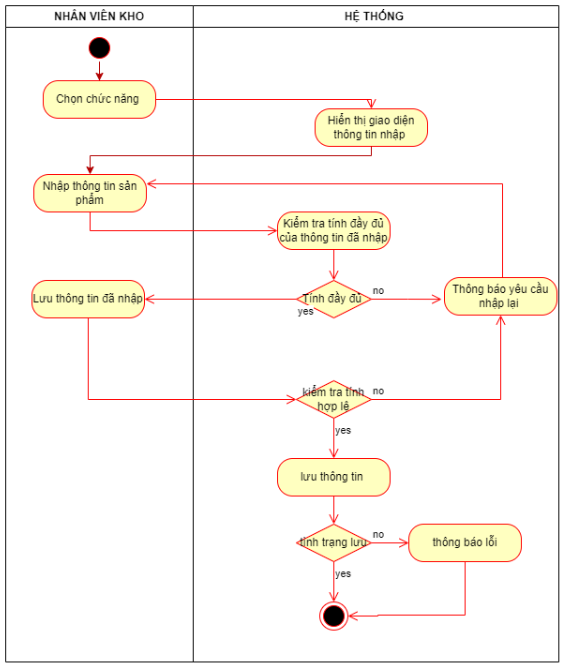 NHÂN VIÊN KHO
HỆ THỐNG
Chọn chức năng
Hiển thị giao diện
thông tin nhập
Nhập thông tin sản
phẩm
Kiểm tra tính đầy đủ
của thông tin đã nhập
Lưu thông tin đã nhập
Tính đầy đủ
no
yes
Thông báo yêu cầu
nhập lại
kiểm tra tính
hợp lệ
no
yes
lưu thông tin
tình trạng lưu
no
thông báo lỗi
yes